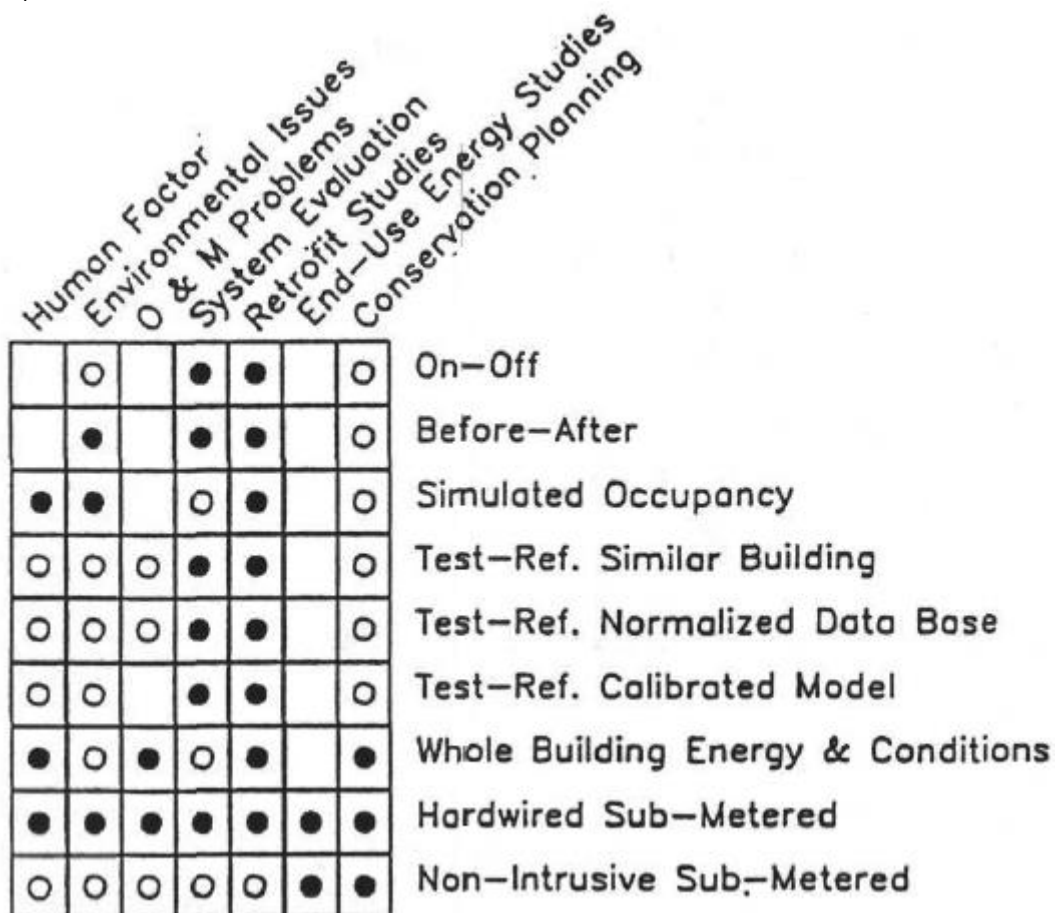 Human Factor
Environmental Issues
O & M Problems
System Evaluation
Retrofit Studies
End-Use Energy Studies
Conservation Planning
On-Off
Before-After
Simulated Occupancy
Test-Ref. Similar Building
Test-Ref. Normalized Data Base
Test-Ref. Calibrated Model
Whole Building Energy & Conditions
Hardwired Sub-Metered
Non-Intrusive Sub-Metered